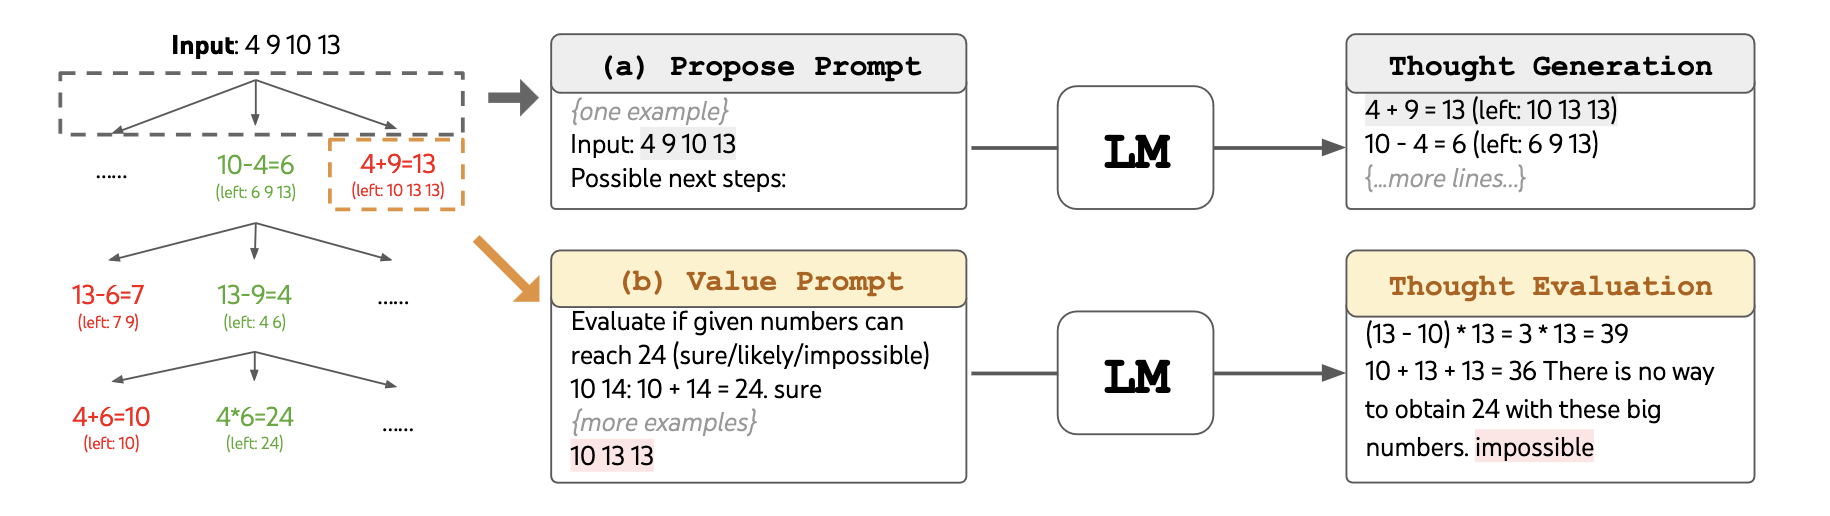 Input: 4 9 10 13
......
10-4=6
(left: 6 9 13)
4+9=13
(left: 10 13 13)
13-6=7
(left: 7 9)
13-9=4
(left: 4 6)
......
4+6=10
(left: 10)
4*6=24
(left: 24)
......
(a) Propose Prompt
{one example}
Input: 4 9 10 13
Possible next steps:
LM
Thought Generation
4 + 9 = 13 (left: 10 13 13)
10 - 4 = 6 (left: 6 9 13)
{...more lines...}
(b) Value Prompt
Evaluate if given numbers can
reach 24 (sure/likely/impossible)
10 14: 10 + 14 = 24. sure
{more examples}
10 13 13
LM
Thought Evaluation
(13 - 10) * 13 = 3 * 13 = 39
10 + 13 + 13 = 36 There is no way
to obtain 24 with these big
numbers. impossible